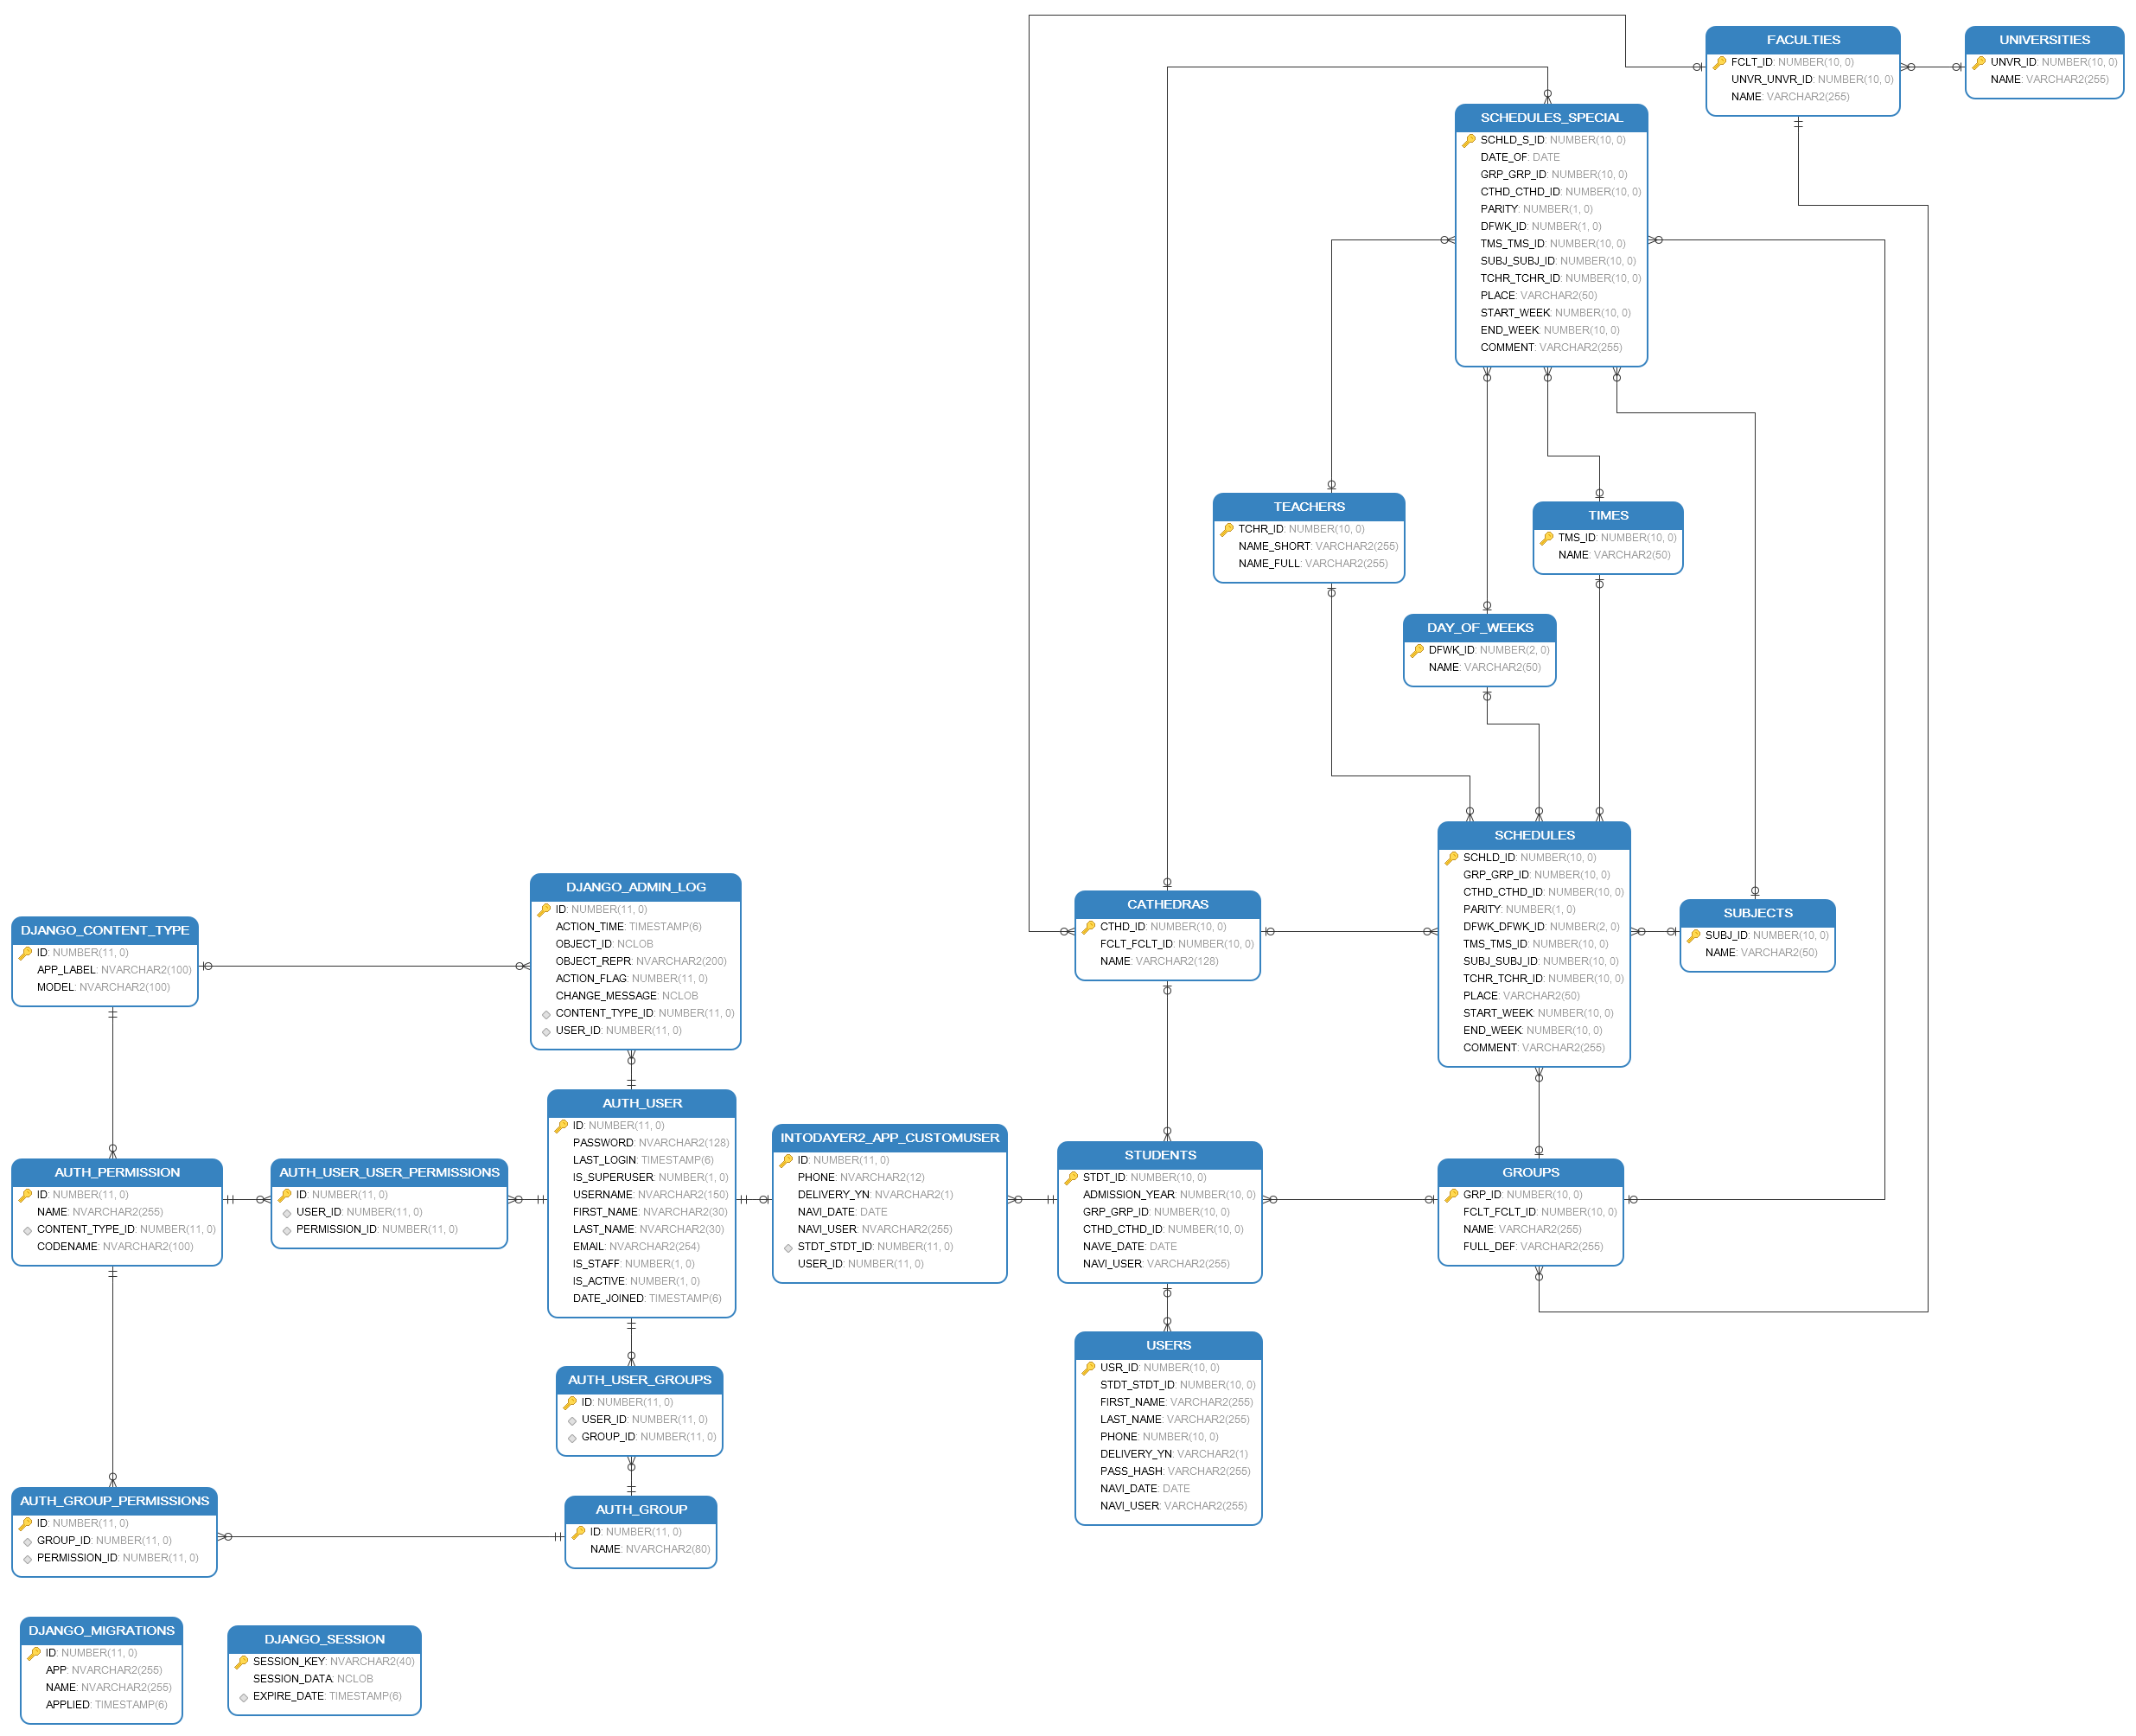 FACULTIES
FCLT_ID: NUMBER(10, 0)
UNVR_UNVR_ID: NUMBER(10, 0)
NAME: VARCHAR2(255)
UNIVERSITIES
UNVR_ID: NUMBER(10, 0)
NAME: VARCHAR2(255)
SCHEDULES_SPECIAL
SCHLD_S_ID: NUMBER(10, 0)
DATE_OF: DATE
GRP_GRP_ID: NUMBER(10, 0)
CTHD_CTHD_ID: NUMBER(10, 0)
PARITY: NUMBER(1, 0)
DFWK_ID: NUMBER(1, 0)
TMS_TMS_ID: NUMBER(10, 0)
SUBJ_SUBJ_ID: NUMBER(10, 0)
TCHR_TCHR_ID: NUMBER(10, 0)
PLACE: VARCHAR2(50)
START_WEEK: NUMBER(10, 0)
END_WEEK: NUMBER(10, 0)
COMMENT: VARCHAR2(255)
TEACHERS
TCHR_ID: NUMBER(10, 0)
NAME_SHORT: VARCHAR2(255)
NAME_FULL: VARCHAR2(255)
TIMES
TMS_ID: NUMBER(10, 0)
NAME: VARCHAR2(50)
DAY_OF_WEEKS
DFWK_ID: NUMBER(2, 0)
NAME: VARCHAR2(50)
SCHEDULES
SCHLD_ID: NUMBER(10, 0)
GRP_GRP_ID: NUMBER(10, 0)
CTHD_CTHD_ID: NUMBER(10, 0)
PARITY: NUMBER(1, 0)
DFWK_DFWK_ID: NUMBER(2, 0)
TMS_TMS_ID: NUMBER(10, 0)
SUBJ_SUBJ_ID: NUMBER(10, 0)
TCHR_TCHR_ID: NUMBER(10, 0)
PLACE: VARCHAR2(50)
START_WEEK: NUMBER(10, 0)
END_WEEK: NUMBER(10, 0)
COMMENT: VARCHAR2(255)
CATHEDRAS
CTHD_ID: NUMBER(10, 0)
FCLT_FCLT_ID: NUMBER(10, 0)
NAME: VARCHAR2(128)
SUBJECTS
SUBJ_ID: NUMBER(10, 0)
NAME: VARCHAR2(50)
DJANGO_ADMIN_LOG
ID: NUMBER(11, 0)
ACTION_TIME: TIMESTAMP(6)
OBJECT_ID: NCLOB
OBJECT_REPR: NVARCHAR2(200)
ACTION_FLAG: NUMBER(11, 0)
CHANGE_MESSAGE: NCLOB
CONTENT_TYPE_ID: NUMBER(11, 0)
USER_ID: NUMBER(11, 0)
DJANGO_CONTENT_TYPE
ID: NUMBER(11, 0)
APP_LABEL: NVARCHAR2(100)
MODEL: NVARCHAR2(100)
AUTH_USER
ID: NUMBER(11, 0)
PASSWORD: NVARCHAR2(128)
LAST_LOGIN: TIMESTAMP(6)
IS_SUPERUSER: NUMBER(1, 0)
USERNAME: NVARCHAR2(150)
FIRST_NAME: NVARCHAR2(30)
LAST_NAME: NVARCHAR2(30)
EMAIL: NVARCHAR2(254)
IS_STAFF: NUMBER(1, 0)
IS_ACTIVE: NUMBER(1, 0)
DATE_JOINED: TIMESTAMP(6)
INTODAYER2_APP_CUSTOMUSER
ID: NUMBER(11, 0)
PHONE: NVARCHAR2(12)
DELIVERY_YN: NVARCHAR2(1)
NAVI_DATE: DATE
NAVI_USER: NVARCHAR2(255)
STDT_STDT_ID: NUMBER(11, 0)
USER_ID: NUMBER(11, 0)
STUDENTS
STDT_ID: NUMBER(10, 0)
ADMISSION_YEAR: NUMBER(10, 0)
GRP_GRP_ID: NUMBER(10, 0)
CTHD_CTHD_ID: NUMBER(10, 0)
NAVE_DATE: DATE
NAVI_USER: VARCHAR2(255)
GROUPS
GRP_ID: NUMBER(10, 0)
FCLT_FCLT_ID: NUMBER(10, 0)
NAME: VARCHAR2(255)
FULL_DEF: VARCHAR2(255)
AUTH_PERMISSION
ID: NUMBER(11, 0)
NAME: NVARCHAR2(255)
CONTENT_TYPE_ID: NUMBER(11, 0)
CODENAME: NVARCHAR2(100)
AUTH_USER_USER_PERMISSIONS
ID: NUMBER(11, 0)
USER_ID: NUMBER(11, 0)
PERMISSION_ID: NUMBER(11, 0)
USERS
USR_ID: NUMBER(10, 0)
STDT_STDT_ID: NUMBER(10, 0)
FIRST_NAME: VARCHAR2(255)
LAST_NAME: VARCHAR2(255)
PHONE: NUMBER(10, 0)
DELIVERY_YN: VARCHAR2(1)
PASS_HASH: VARCHAR2(255)
NAVI_DATE: DATE
NAVI_USER: VARCHAR2(255)
AUTH_USER_GROUPS
ID: NUMBER(11, 0)
USER_ID: NUMBER(11, 0)
GROUP_ID: NUMBER(11, 0)
AUTH_GROUP_PERMISSIONS
ID: NUMBER(11, 0)
GROUP_ID: NUMBER(11, 0)
PERMISSION_ID: NUMBER(11, 0)
AUTH_GROUP
ID: NUMBER(11, 0)
NAME: NVARCHAR2(80)
DJANGO_MIGRATIONS
ID: NUMBER(11, 0)
APP: NVARCHAR2(255)
NAME: NVARCHAR2(255)
APPLIED: TIMESTAMP(6)
DJANGO_SESSION
SESSION_KEY: NVARCHAR2(40)
SESSION_DATA: NCLOB
EXPIRE_DATE: TIMESTAMP(6)